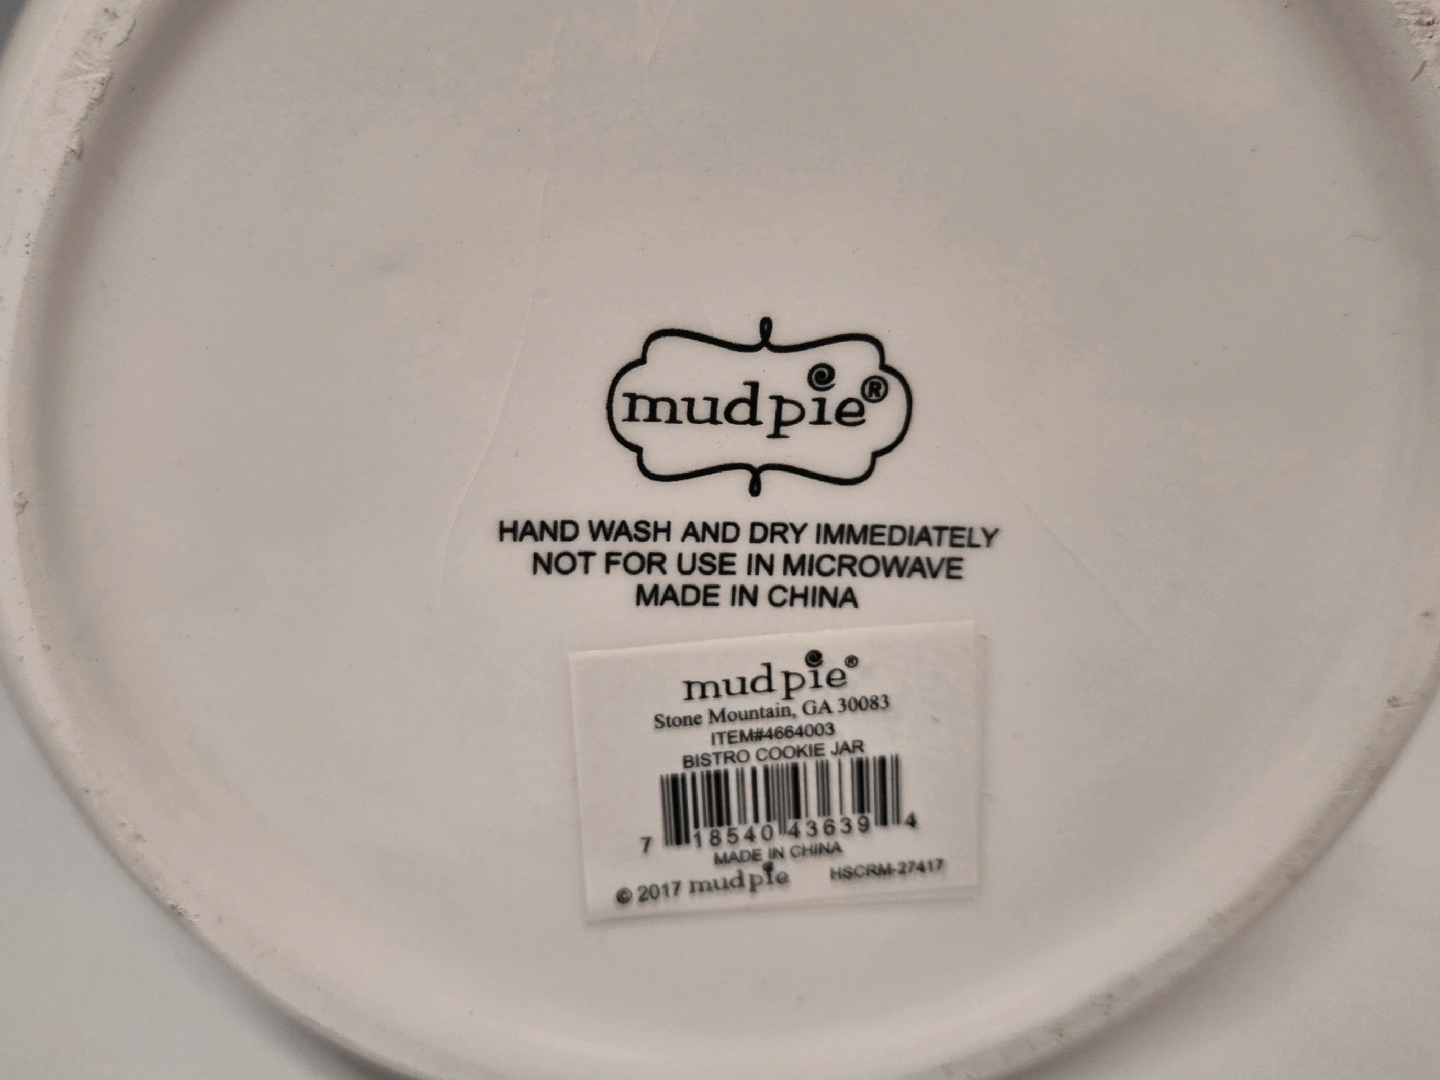 mudpie®
HAND WASH AND DRY IMMEDIATELY
NOT FOR USE IN MICROWAVE
MADE IN CHINA
mudpie®
Stone Mountain, GA 30083
ITEM#4664003
BISTRO COOKIE JAR
7 18540 43639 4
MADE IN CHINA
© 2017 mudpie HSCRM-27417